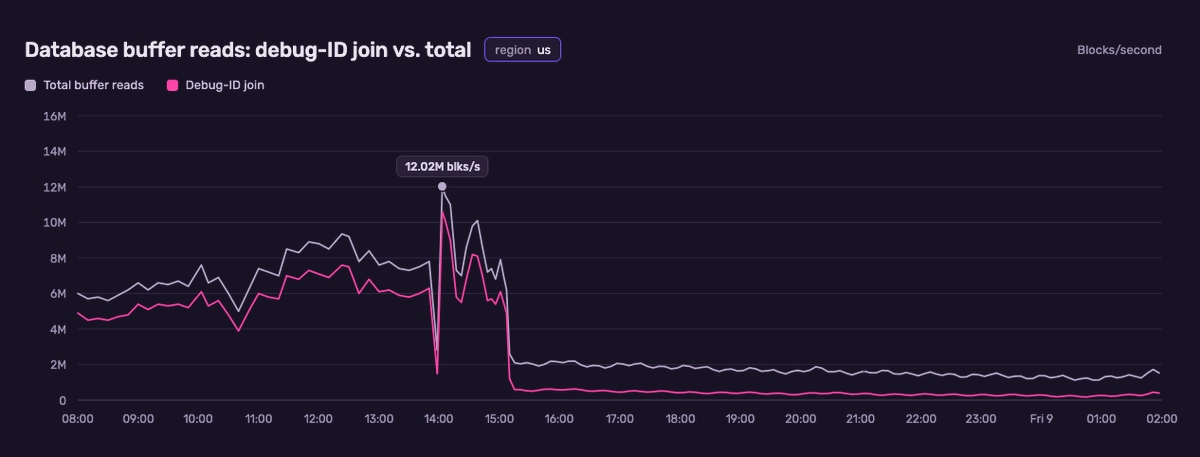 Database buffer reads: debug-ID join vs. total region us Blocks/second
Total buffer reads Debug-ID join
16M
14M
12.02M blks/s
12M
10M
8M
6M
4M
2M
0
08:00 09:00 10:00 11:00 12:00 13:00 14:00 15:00 16:00 17:00 18:00 19:00 20:00 21:00 22:00 23:00 Fri 9 01:00 02:00